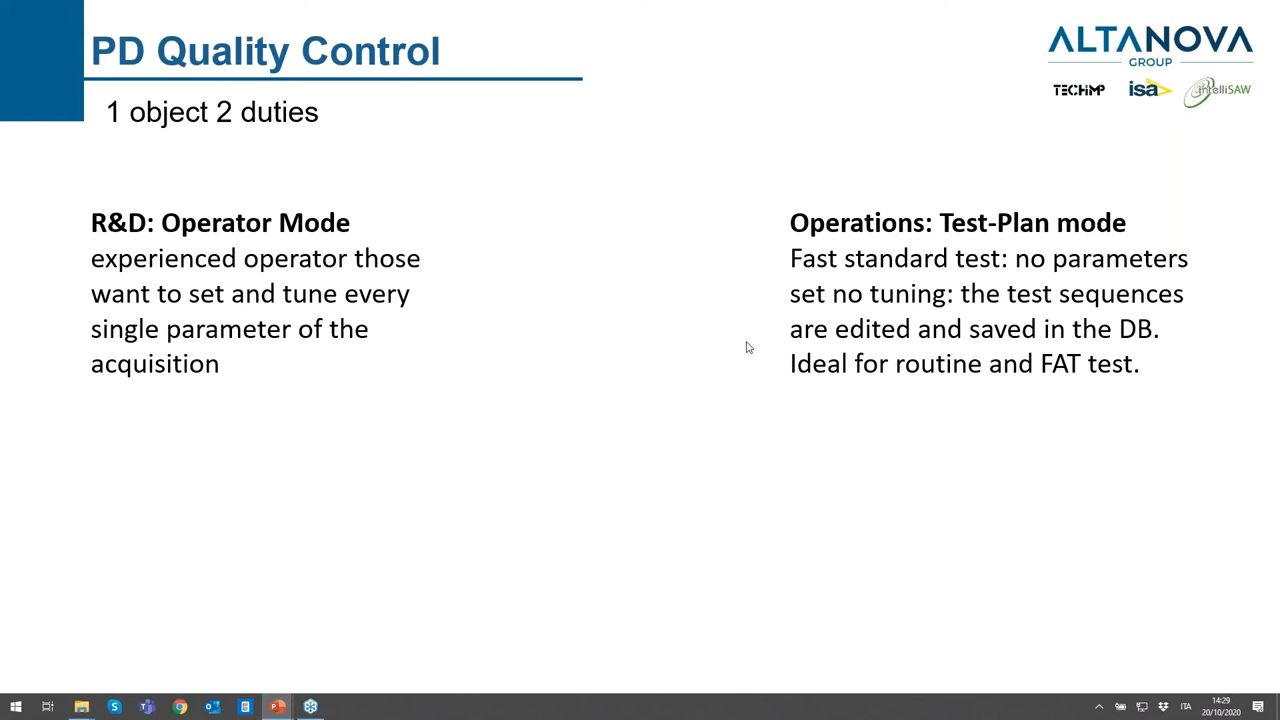 PD Quality Control
1 object 2 duties
ALTANOVA
GROUP
TECHIMP
isa
intelliSAW
R&D: Operator Mode
experienced operator those
want to set and tune every
single parameter of the
acquisition
Operations: Test-Plan mode
Fast standard test: no parameters
set no tuning: the test sequences
are edited and saved in the DB.
Ideal for routine and FAT test.
ITA
14:29
20/10/2020